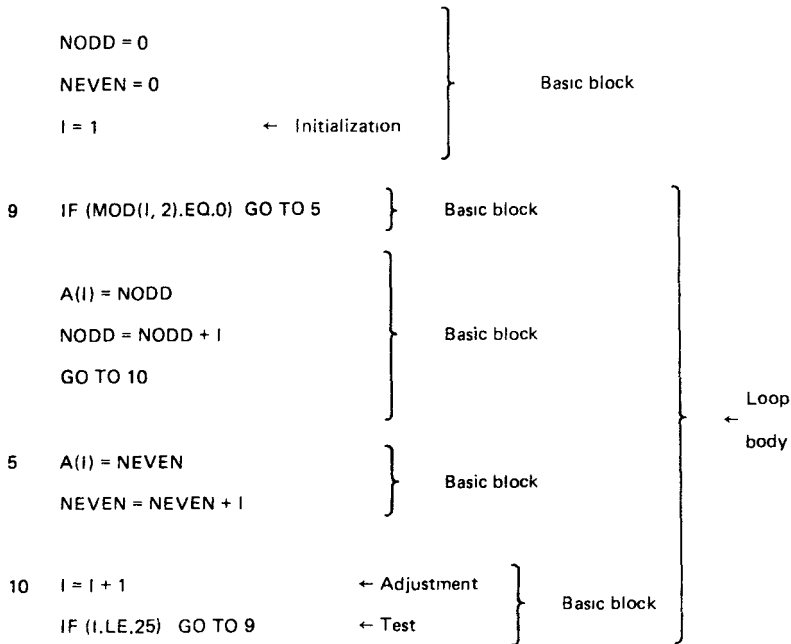 NODD = 0
NEVEN = 0 Basic block
I = 1 ← Initialization
9 IF (MOD(I, 2).EQ.0) GO TO 5 Basic block
A(I) = NODD
NODD = NODD + I Basic block
GO TO 10
Loop
←
body
5 A(I) = NEVEN
Basic block
NEVEN = NEVEN + I
10 I = I + 1 ← Adjustment
Basic block
IF (I.LE.25) GO TO 9 ← Test